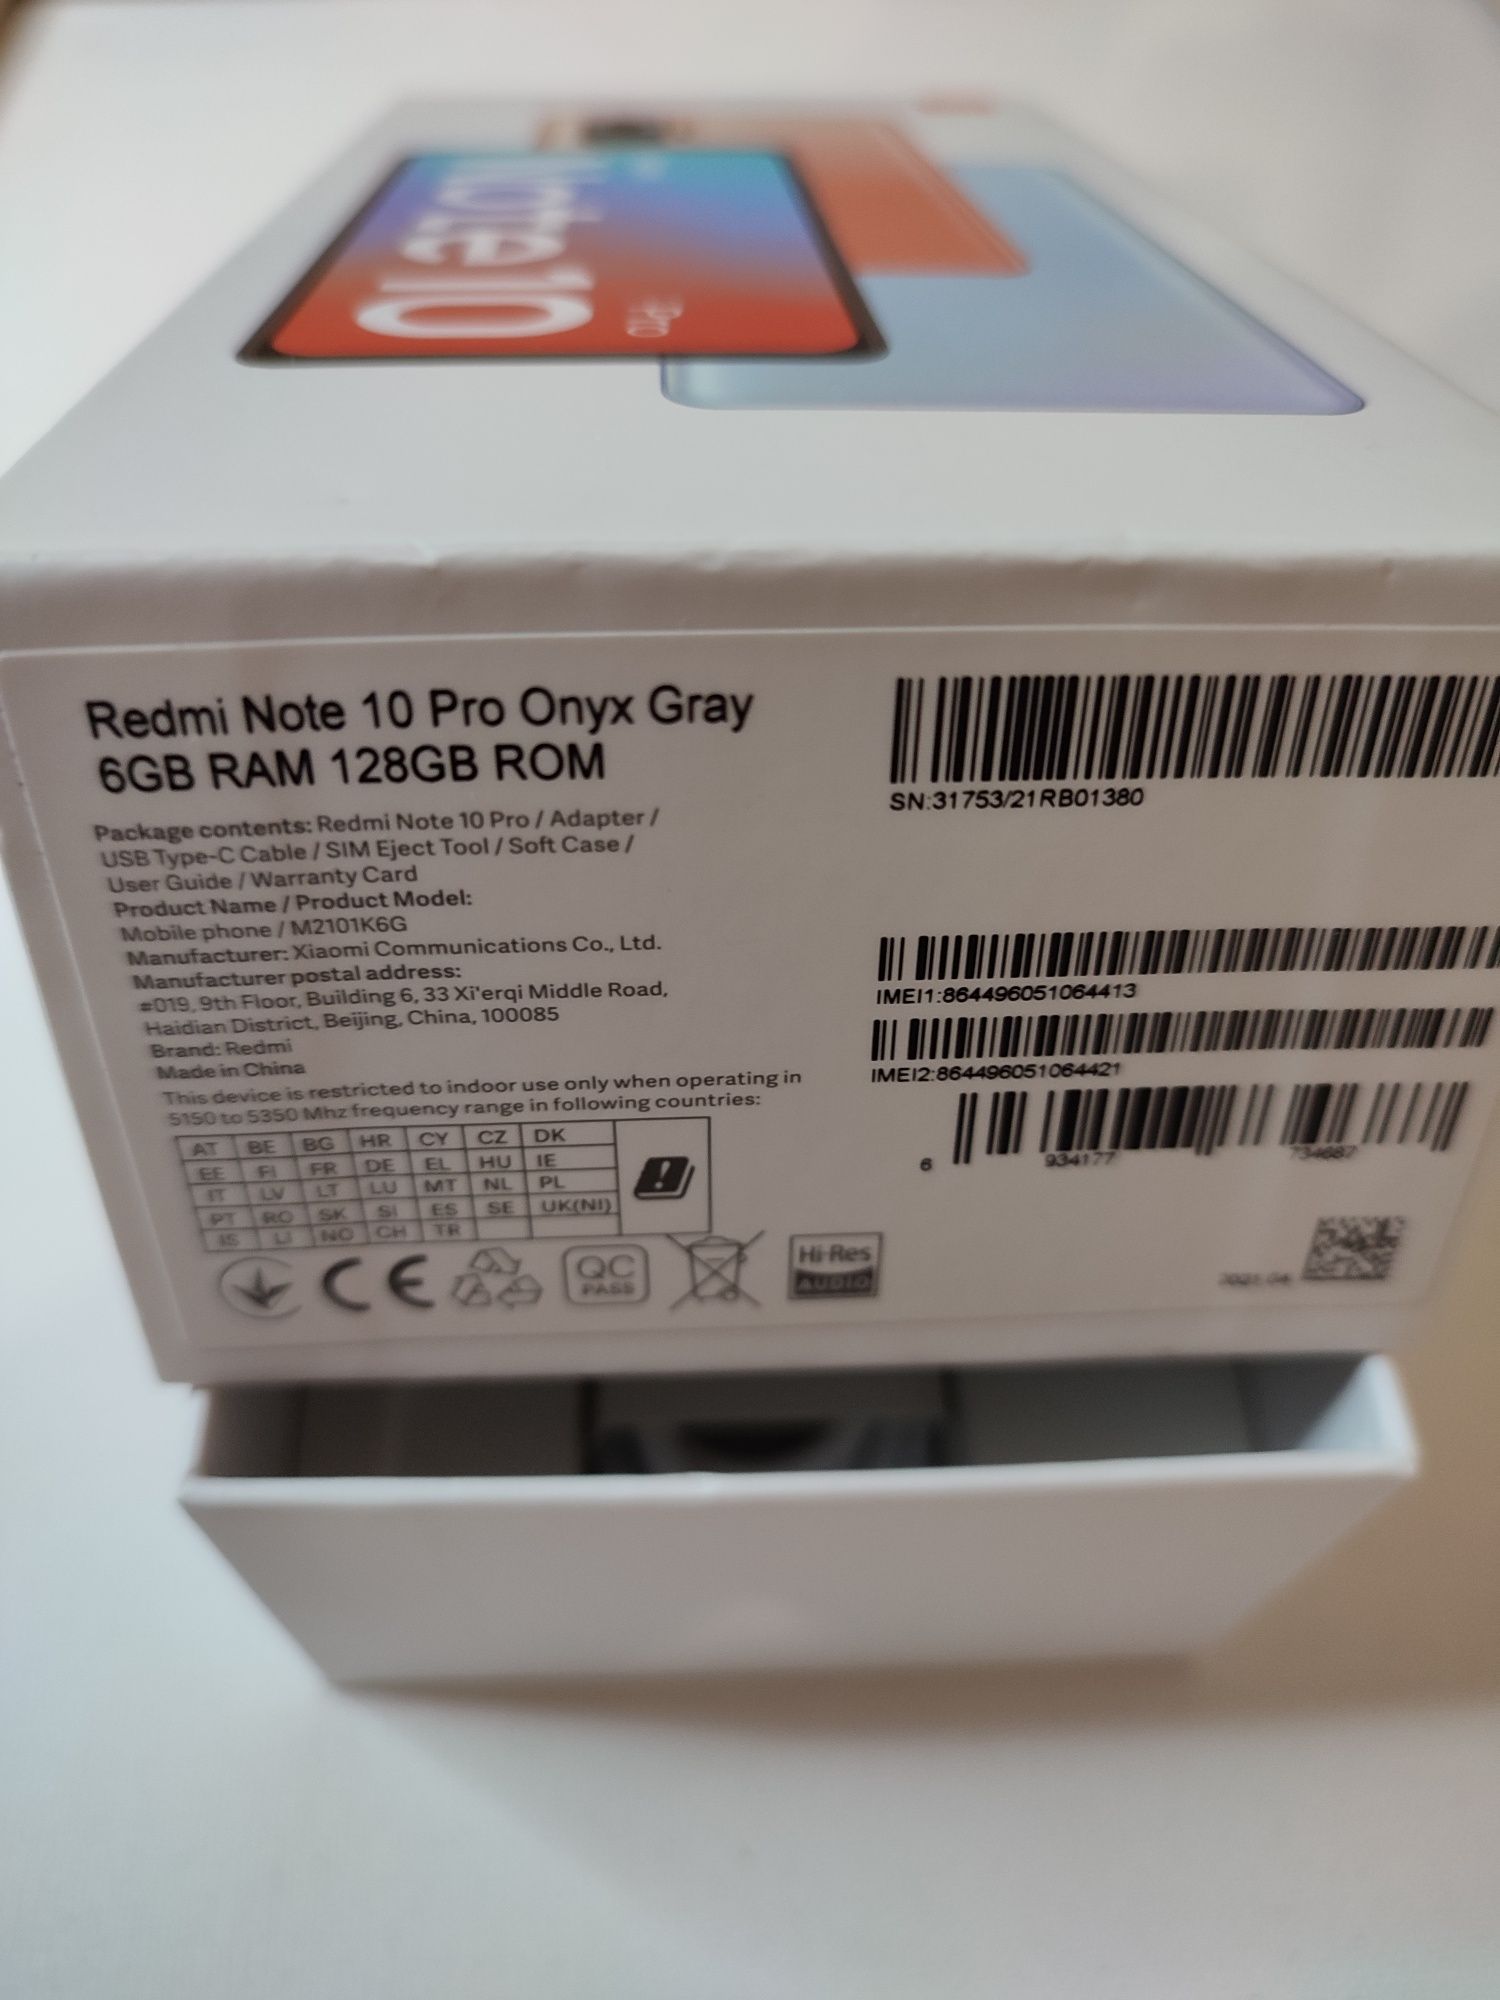 Note 10
Pro
Redmi Note 10 Pro Onyx Gray
6GB RAM 128GB ROM
Package contents: Redmi Note 10 Pro / Adapter /
USB Type-C Cable / SIM Eject Tool / Soft Case /
User Guide / Warranty Card
Product Name / Product Model:
Mobile phone / M2101K6G
Manufacturer: Xiaomi Communications Co., Ltd.
Manufacturer postal address:
#019, 9th Floor, Building 6, 33 Xi'erqi Middle Road,
Haidian District, Beijing, China, 100085
Brand: Redmi
Made in China
This device is restricted to indoor use only when operating in
5150 to 5350 Mhz frequency range in following countries:
AT BE BG HR CY CZ DK
EE FI FR DE EL HU IE
IT LV LT LU MT NL PL
PT RO SK SI ES SE UK(NI)
IS LI NO CH TR
CE
QC
PASS
Hi-Res
AUDIO
SN:31753/21RB01380
IMEI1:864496051064413
IMEI2:864496051064421
6 934177 734687
2021.04